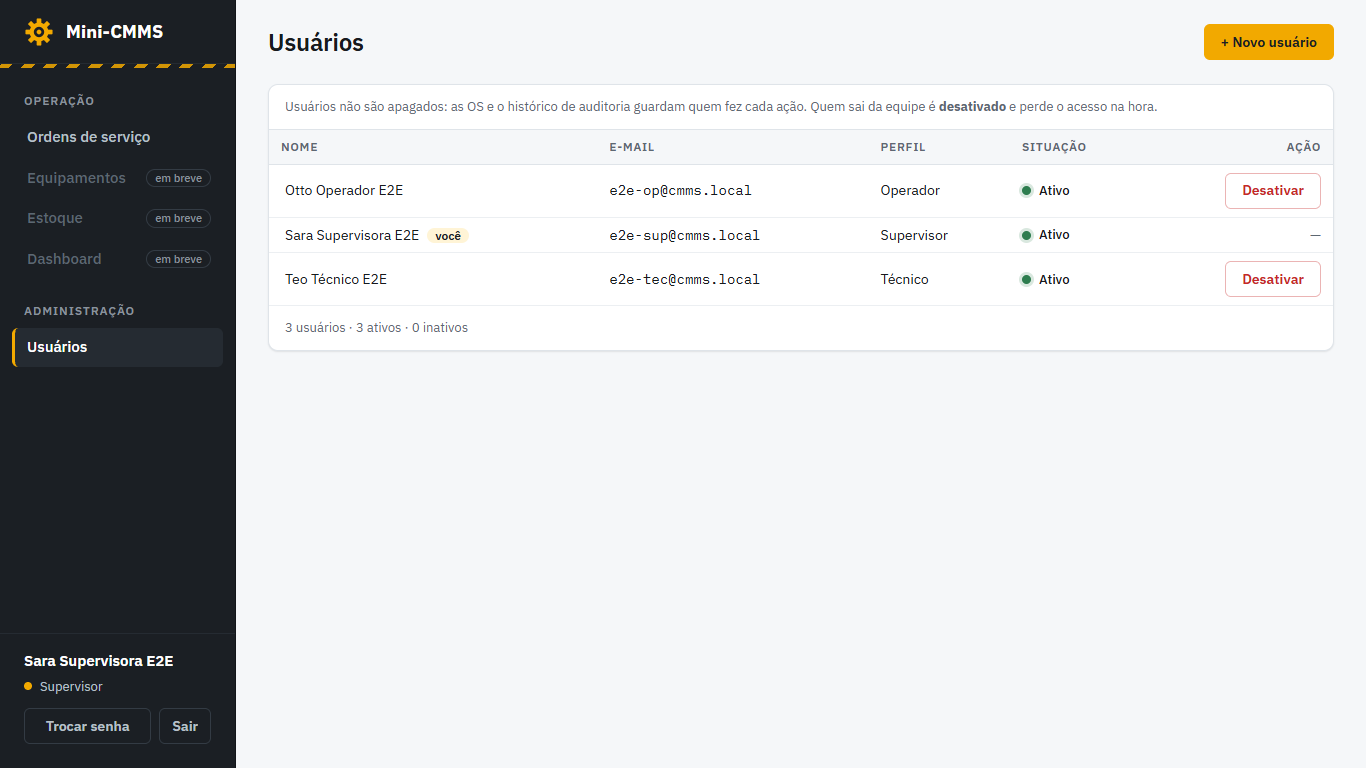 Mini-CMMS
OPERAÇÃO
Ordens de serviço
Equipamentos em breve
Estoque em breve
Dashboard em breve
ADMINISTRAÇÃO
Usuários
Sara Supervisora E2E
Supervisor
Trocar senha Sair
Usuários + Novo usuário
Usuários não são apagados: as OS e o histórico de auditoria guardam quem fez cada ação. Quem sai da equipe é desativado e perde o acesso na hora.
NOME E-MAIL PERFIL SITUAÇÃO AÇÃO
Otto Operador E2E e2e-op@cmms.local Operador Ativo Desativar
Sara Supervisora E2E você e2e-sup@cmms.local Supervisor Ativo —
Teo Técnico E2E e2e-tec@cmms.local Técnico Ativo Desativar
3 usuários · 3 ativos · 0 inativos